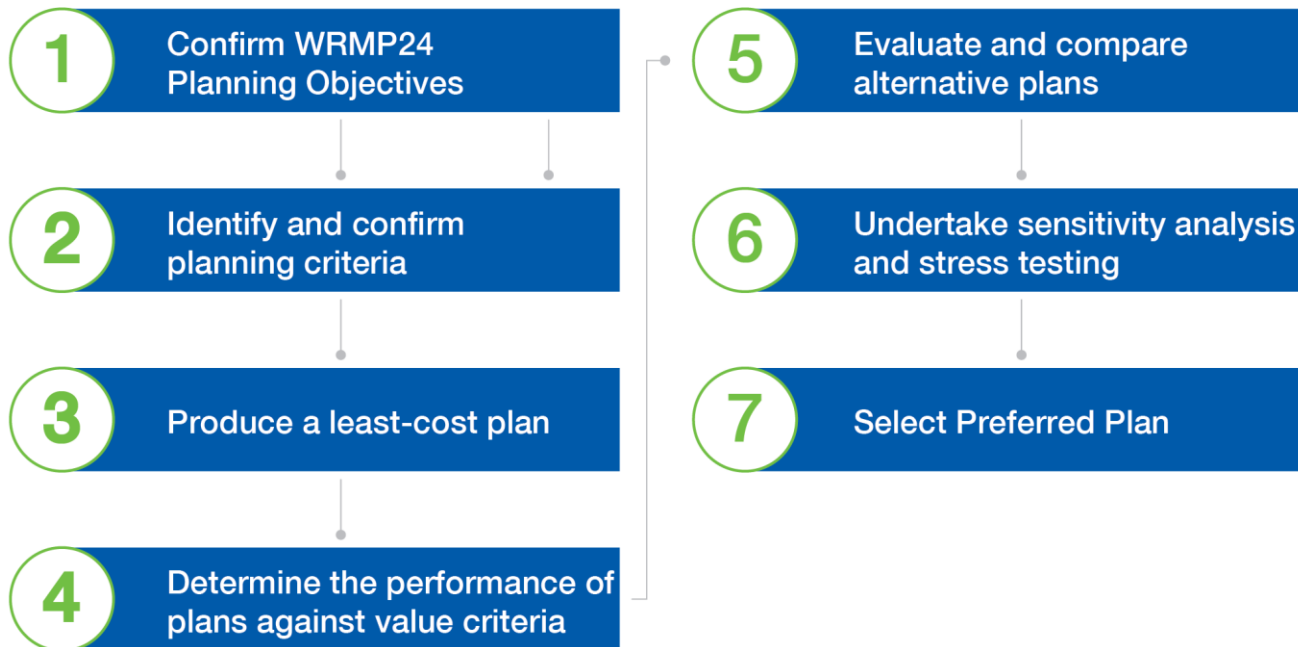 1
Confirm WRMP24
Planning Objectives
2
Identify and confirm
planning criteria
3
Produce a least-cost plan
4
Determine the performance of
plans against value criteria
5
Evaluate and compare
alternative plans
6
Undertake sensitivity analysis
and stress testing
7
Select Preferred Plan